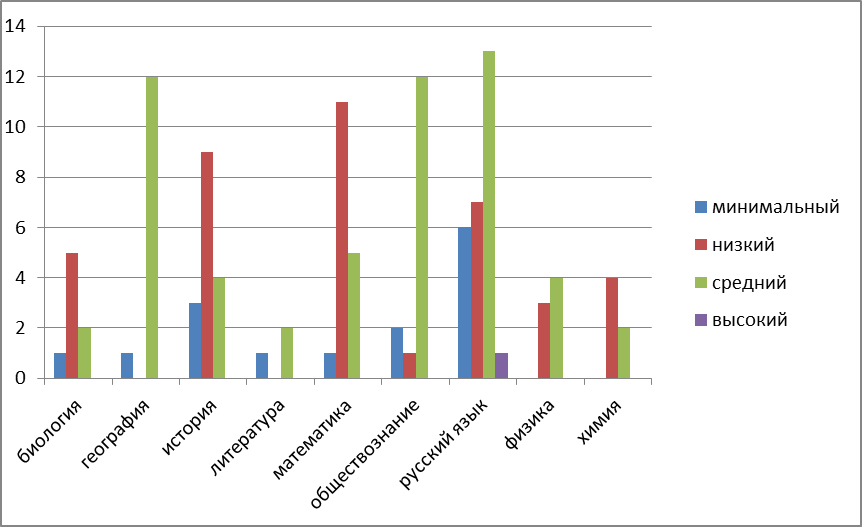 14
12
10
8
6
4
2
0
биология
география
история
литература
математика
обществознание
русский язык
физика
химия
минимальный
низкий
средний
высокий